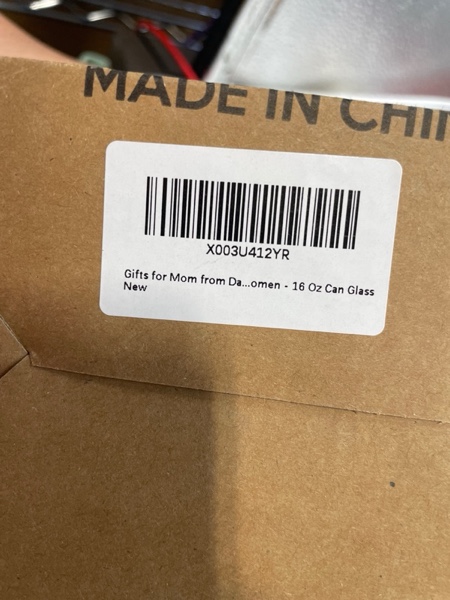 MADE IN CHI
X003U412YR
Gifts for Mom from Da...omen - 16 Oz Can Glass
New